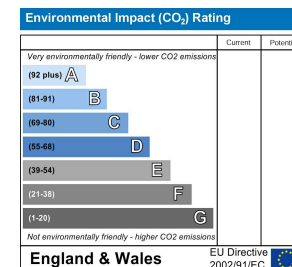 Environmental Impact (CO₂) Rating
Current Potenti
Very environmentally friendly - lower CO2 emissions
(92 plus) A
(81-91) B
(69-80) C
(55-68) D
(39-54) E
(21-38) F
(1-20) G
Not environmentally friendly - higher CO2 emissions
England & Wales
EU Directive
2002/91/EC